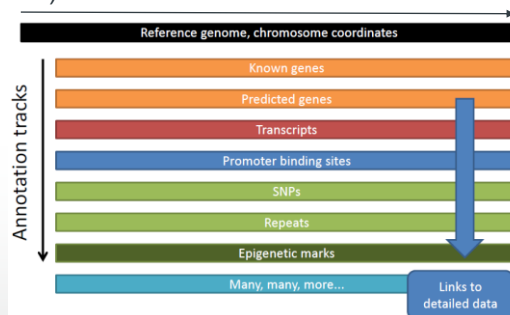 Reference genome, chromosome coordinates
Annotation tracks
Known genes
Predicted genes
Transcripts
Promoter binding sites
SNPs
Repeats
Epigenetic marks
Many, many, more...
Links to
detailed data